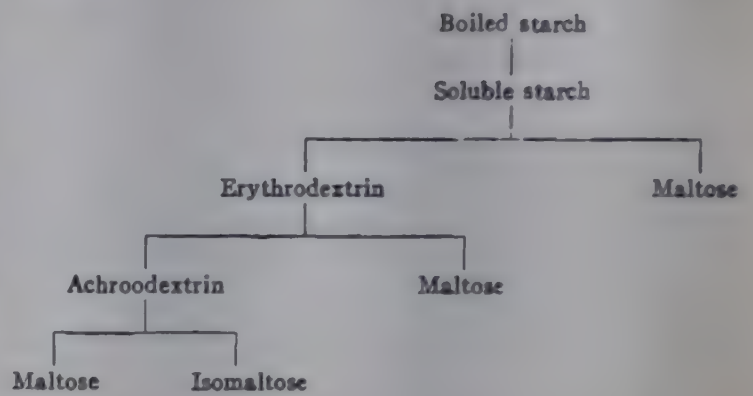 Boiled starch
Soluble starch
Erythrodextrin Maltose
Achroodextrin Maltose
Maltose Isomaltose